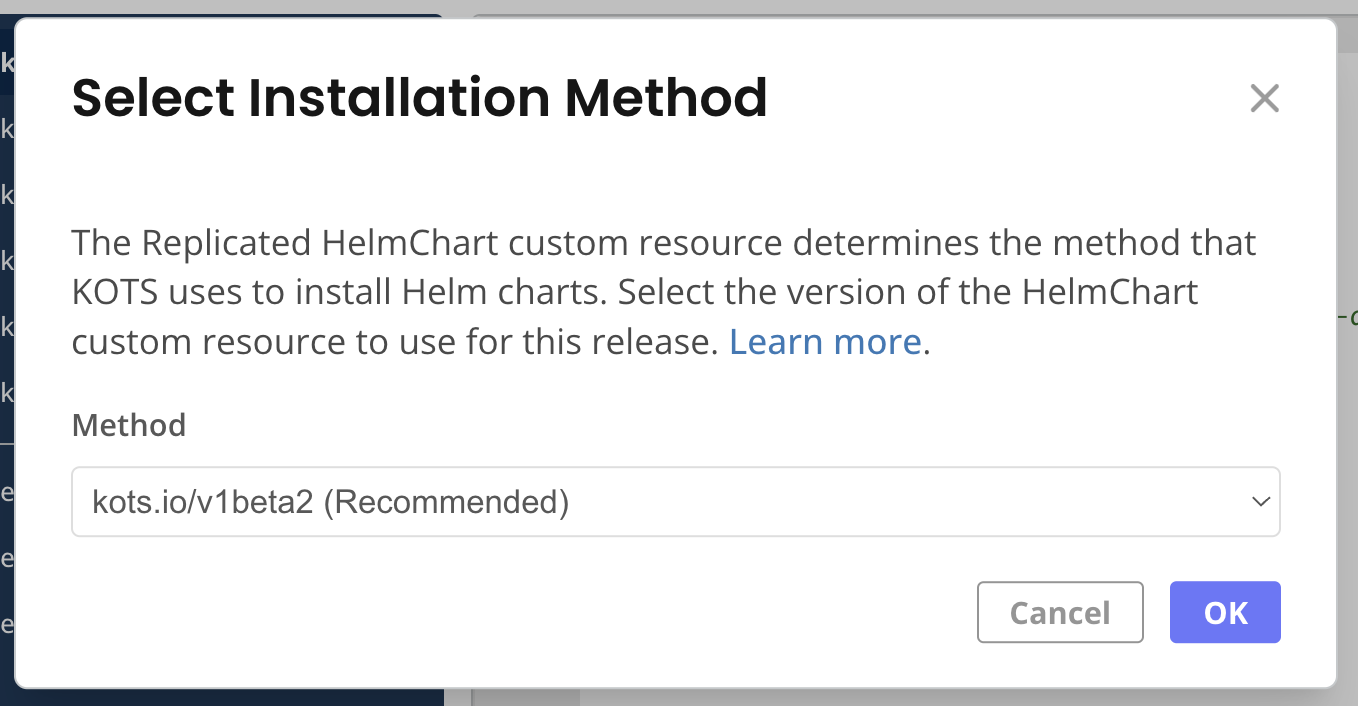 Select Installation Method
The Replicated HelmChart custom resource determines the method that
KOTS uses to install Helm charts. Select the version of the HelmChart
custom resource to use for this release. Learn more.
Method
kots.io/v1beta2 (Recommended)
Cancel
OK